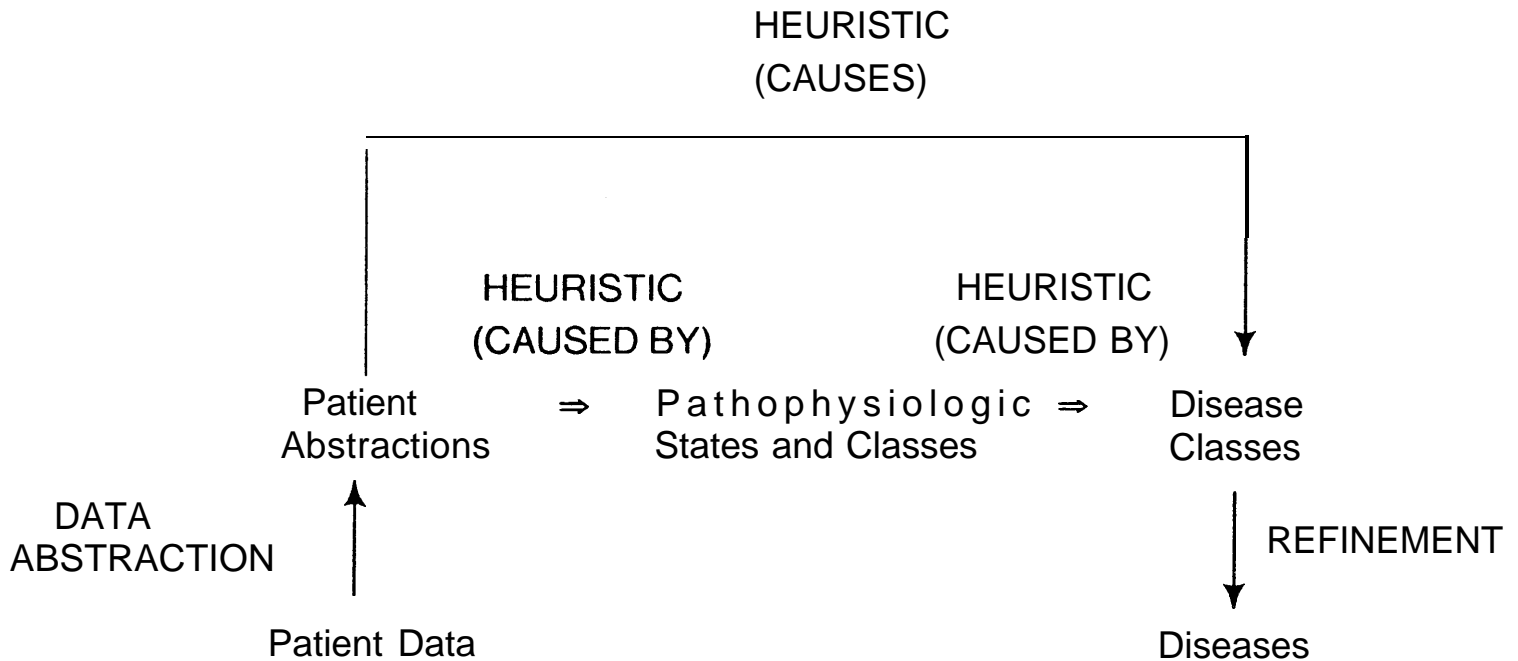 HEURISTIC
(CAUSES)
HEURISTIC
(CAUSED BY)
HEURISTIC
(CAUSED BY)
Patient
Abstractions
⇒
Pathophysiologic
States and Classes
⇒
Disease
Classes
DATA
ABSTRACTION
REFINEMENT
Patient Data
Diseases